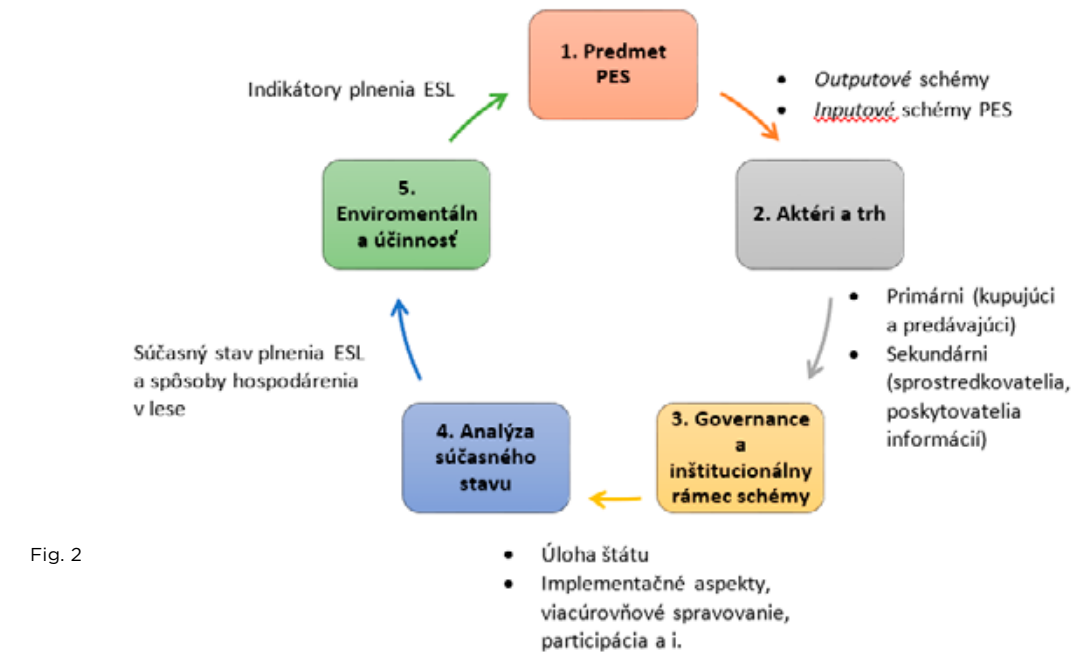 1. Predmet
PES
• Outputové schémy
• Inputové schémy PES
2. Aktéri a trh
• Primárni (kupujúci
a predávajúci)
• Sekundárni
(sprostredkovatelia,
poskytovatelia
informácií)
3. Governance
a
inštitucionálny
rámec schémy
• Úloha štátu
• Implementačné aspekty,
viacúrovňové spravovanie,
participácia a i.
4. Analýza
súčasného
stavu
Súčasný stav plnenia ESL
a spôsoby hospodárenia
v lese
5.
Enviromentáln
a účinnosť
Indikátory plnenia ESL
Fig. 2